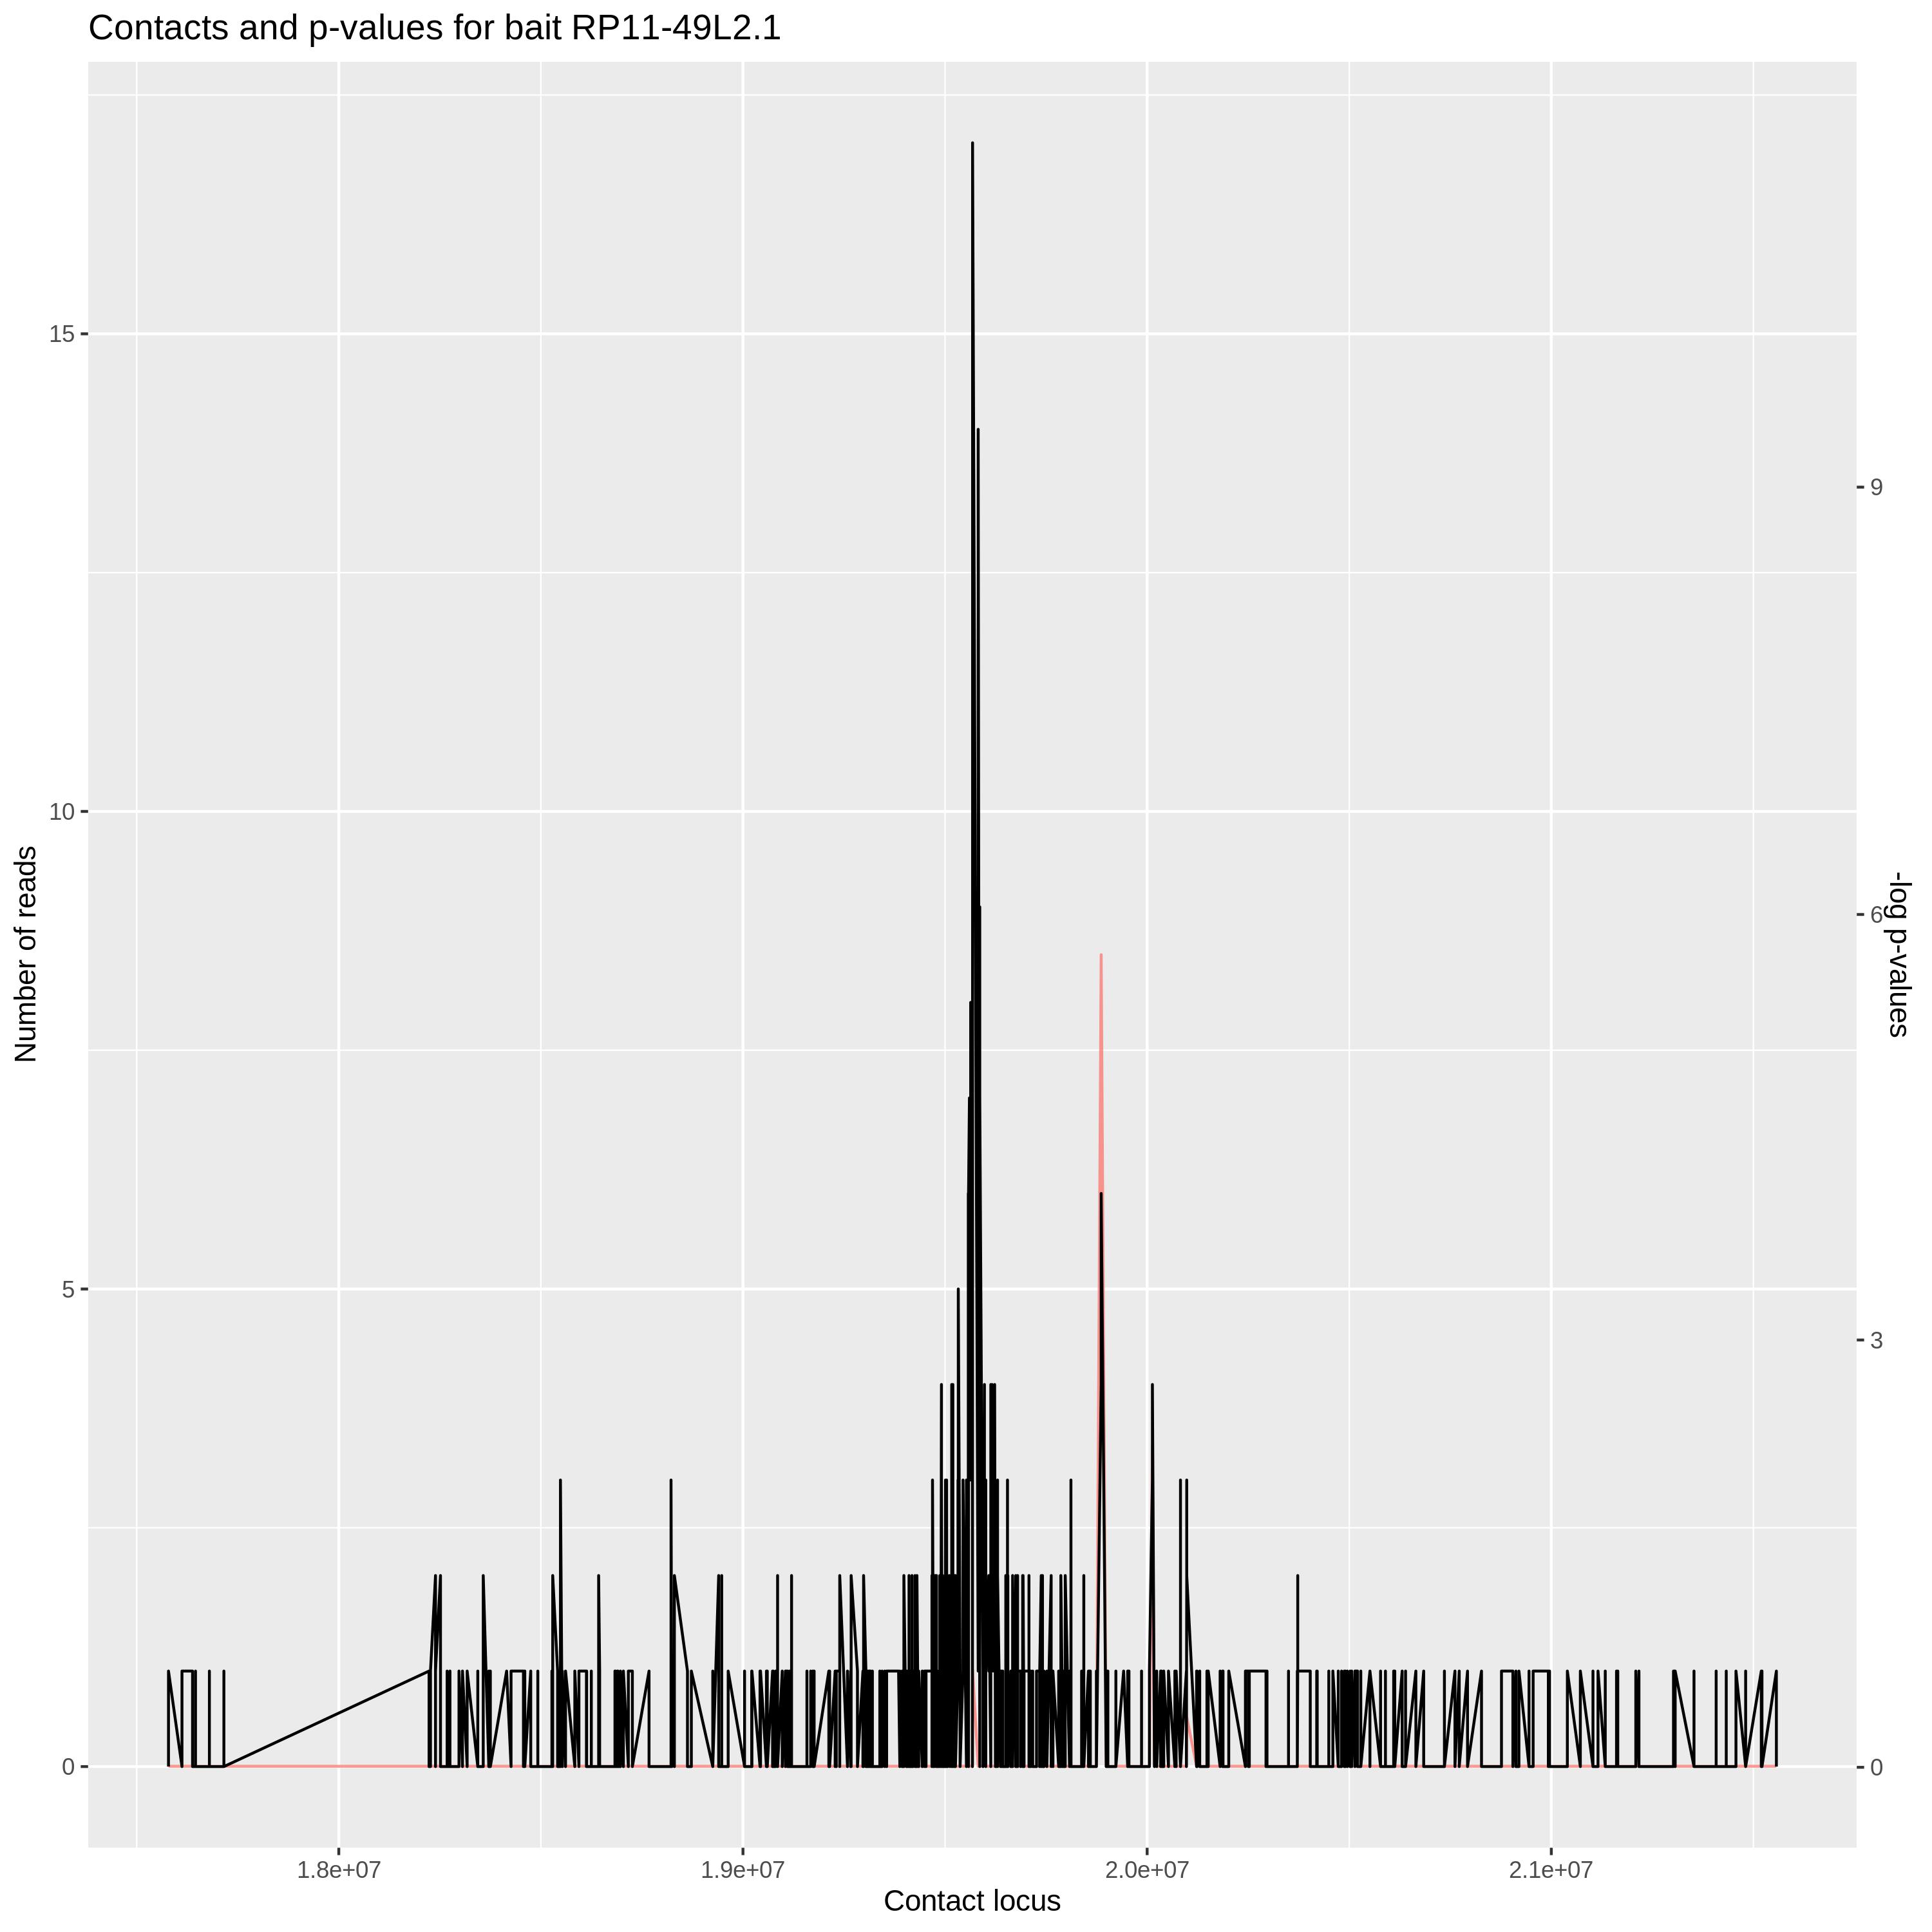 Contacts and p-values for bait RP11-49L2.1
15
10
5
0
Number of reads
9
6
3
0
-log p-values
1.8e+07
1.9e+07
2.0e+07
2.1e+07
Contact locus